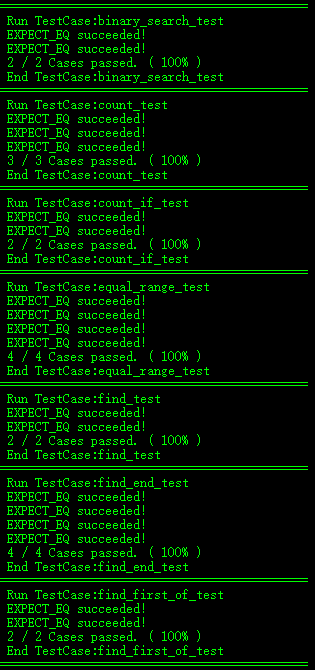 Run TestCase:binary_search_test
EXPECT_EQ succeeded!
EXPECT_EQ succeeded!
2 / 2 Cases passed. ( 100% )
End TestCase:binary_search_test
Run TestCase:count_test
EXPECT_EQ succeeded!
EXPECT_EQ succeeded!
EXPECT_EQ succeeded!
3 / 3 Cases passed. ( 100% )
End TestCase:count_test
Run TestCase:count_if_test
EXPECT_EQ succeeded!
EXPECT_EQ succeeded!
2 / 2 Cases passed. ( 100% )
End TestCase:count_if_test
Run TestCase:equal_range_test
EXPECT_EQ succeeded!
EXPECT_EQ succeeded!
EXPECT_EQ succeeded!
EXPECT_EQ succeeded!
4 / 4 Cases passed. ( 100% )
End TestCase:equal_range_test
Run TestCase:find_test
EXPECT_EQ succeeded!
EXPECT_EQ succeeded!
2 / 2 Cases passed. ( 100% )
End TestCase:find_test
Run TestCase:find_end_test
EXPECT_EQ succeeded!
EXPECT_EQ succeeded!
EXPECT_EQ succeeded!
EXPECT_EQ succeeded!
4 / 4 Cases passed. ( 100% )
End TestCase:find_end_test
Run TestCase:find_first_of_test
EXPECT_EQ succeeded!
EXPECT_EQ succeeded!
2 / 2 Cases passed. ( 100% )
End TestCase:find_first_of_test